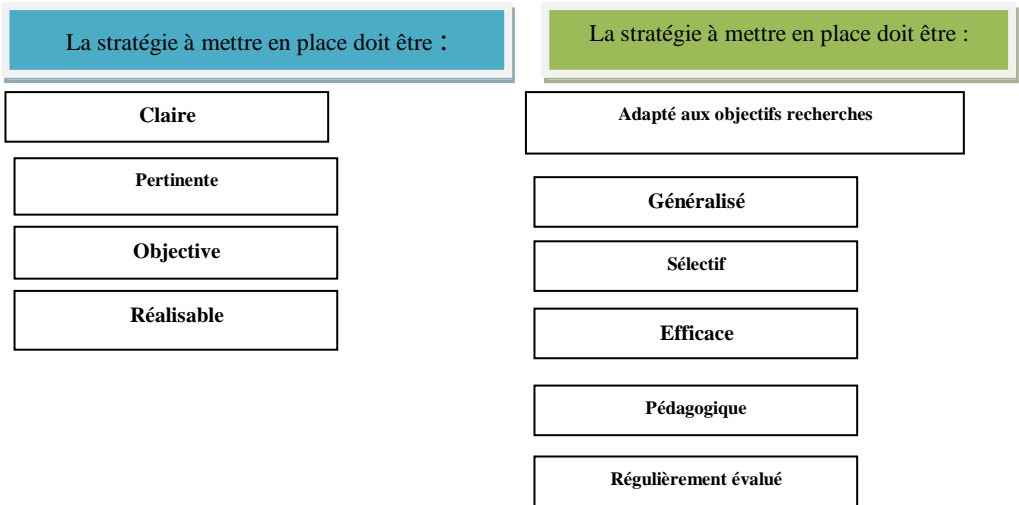 La stratégie à mettre en place doit être :
Claire
Pertinente
Objective
Réalisable
La stratégie à mettre en place doit être :
Adapté aux objectifs recherches
Généralisé
Sélectif
Efficace
Pédagogique
Régulièrement évalué